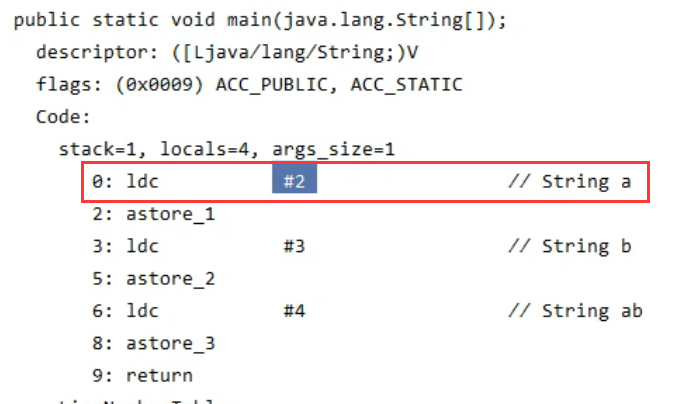 public static void main(java.lang.String[]);
descriptor: ([Ljava/lang/String;)V
flags: (0x0009) ACC_PUBLIC, ACC_STATIC
Code:
stack=1, locals=4, args_size=1
0: ldc #2 // String a
2: astore_1
3: ldc #3 // String b
5: astore_2
6: ldc #4 // String ab
8: astore_3
9: return